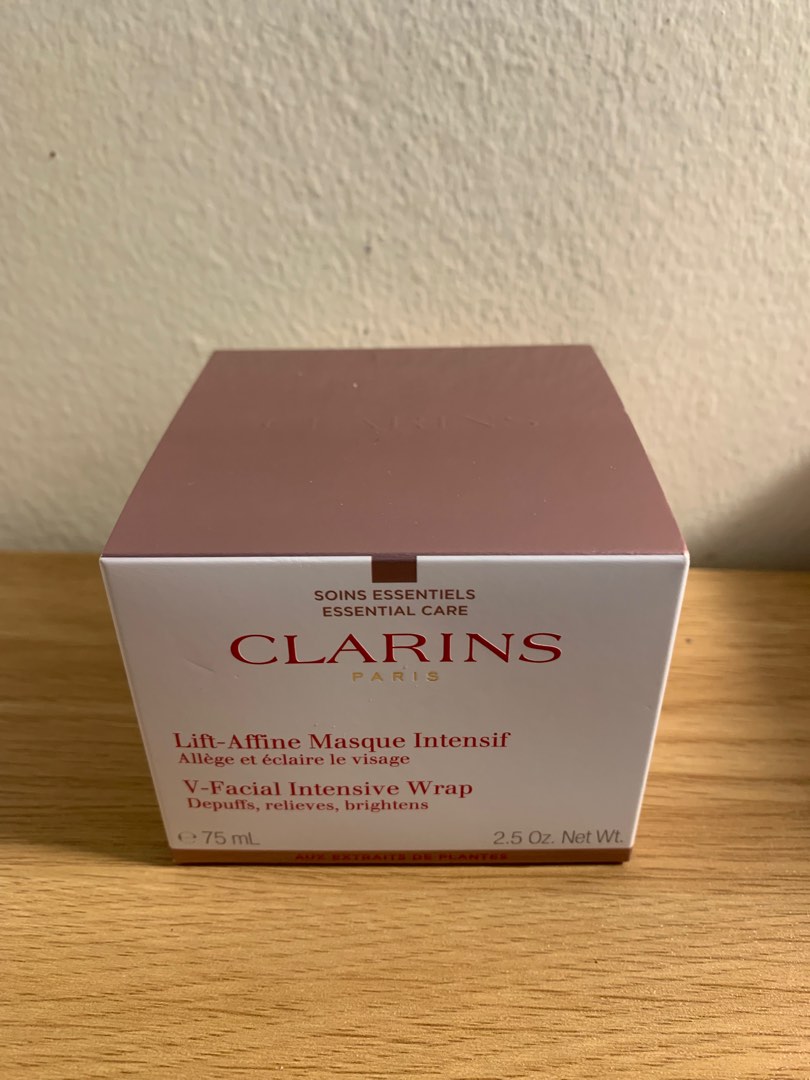 CLARINS
SOINS ESSENTIELS
ESSENTIAL CARE
CLARINS
PARIS
Lift-Affine Masque Intensif
Allège et éclaire le visage
V-Facial Intensive Wrap
Depuffs, relieves, brightens
℮ 75 mL 2.5 Oz. Net Wt.
AUX EXTRAITS DE PLANTES